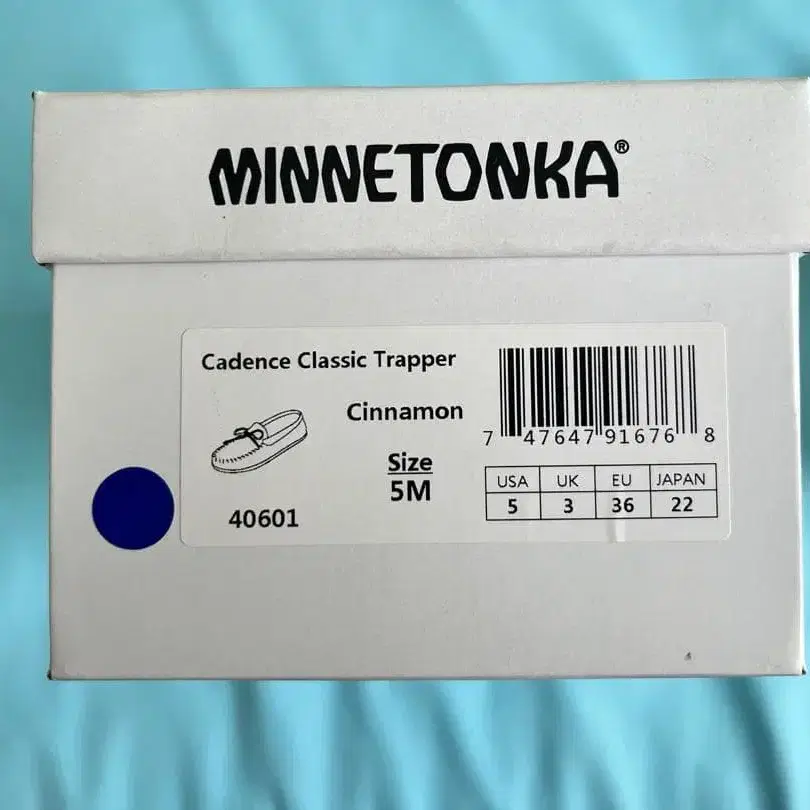 MINNETONKA®
Cadence Classic Trapper
Cinnamon
Size
5M
40601
7 47647 91676 8
USA UK EU JAPAN
5 3 36 22